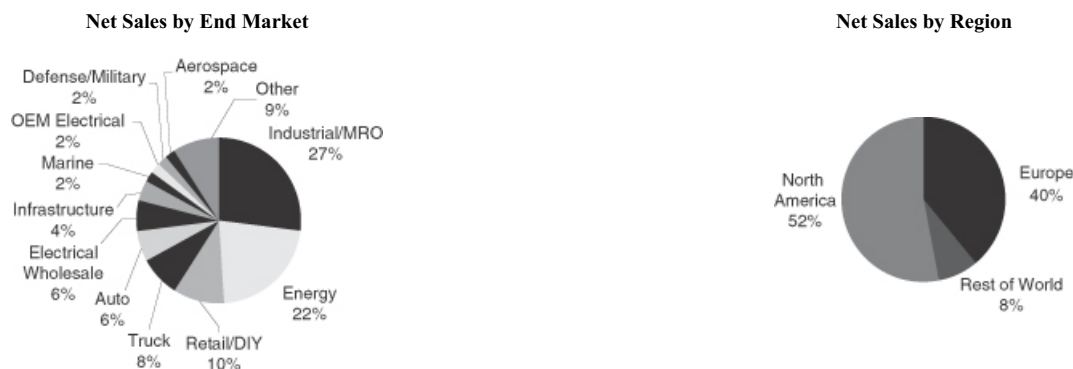 Net Sales by End Market
Net Sales by Region
Aerospace
2%
Defense/Military
2%
Other
9%
OEM Electrical
2%
Industrial/MRO
27%
Marine
2%
Infrastructure
4%
Electrical
Wholesale
6%
Auto
6%
Truck
8%
Retail/DIY
10%
Energy
22%
North
America
52%
Europe
40%
Rest of World
8%